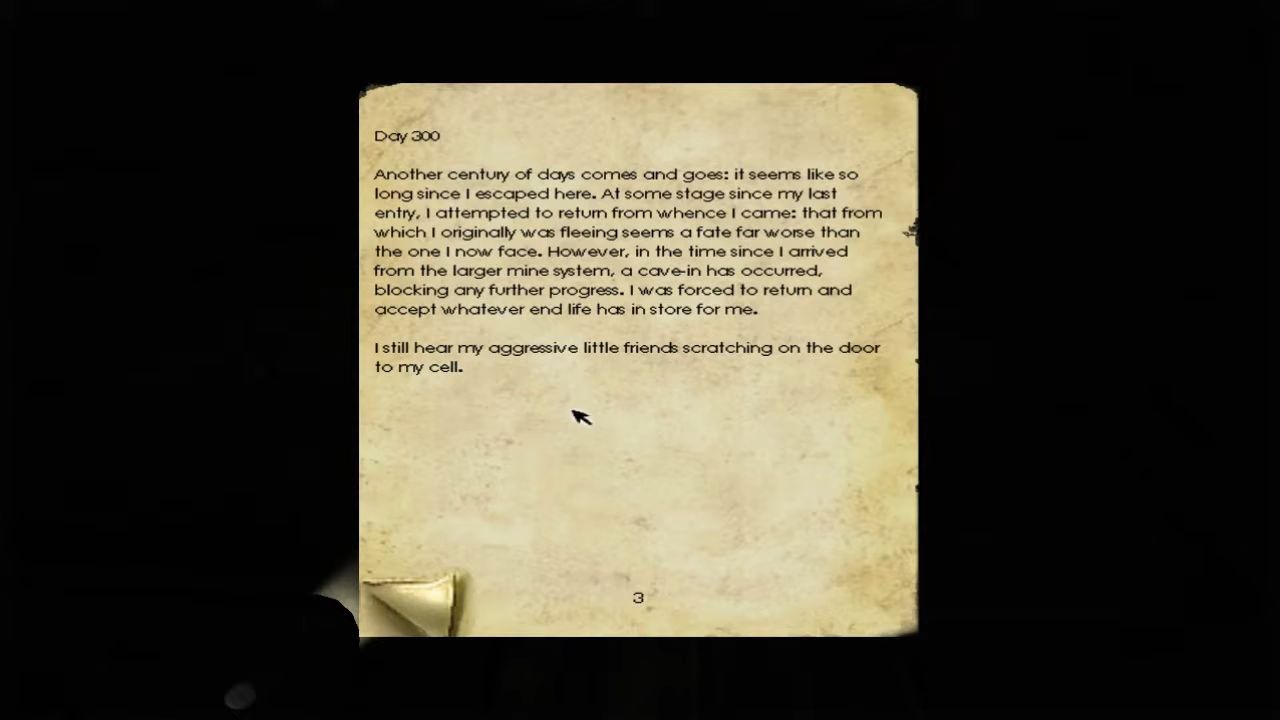 Day 300
Another century of days comes and goes: it seems like so
long since I escaped here. At some stage since my last
entry, I attempted to return from whence I came: that from
which I originally was fleeing seems a fate far worse than
the one I now face. However, in the time since I arrived
from the larger mine system, a cave-in has occurred,
blocking any further progress. I was forced to return and
accept whatever end life has in store for me.
I still hear my aggressive little friends scratching on the door
to my cell.
3